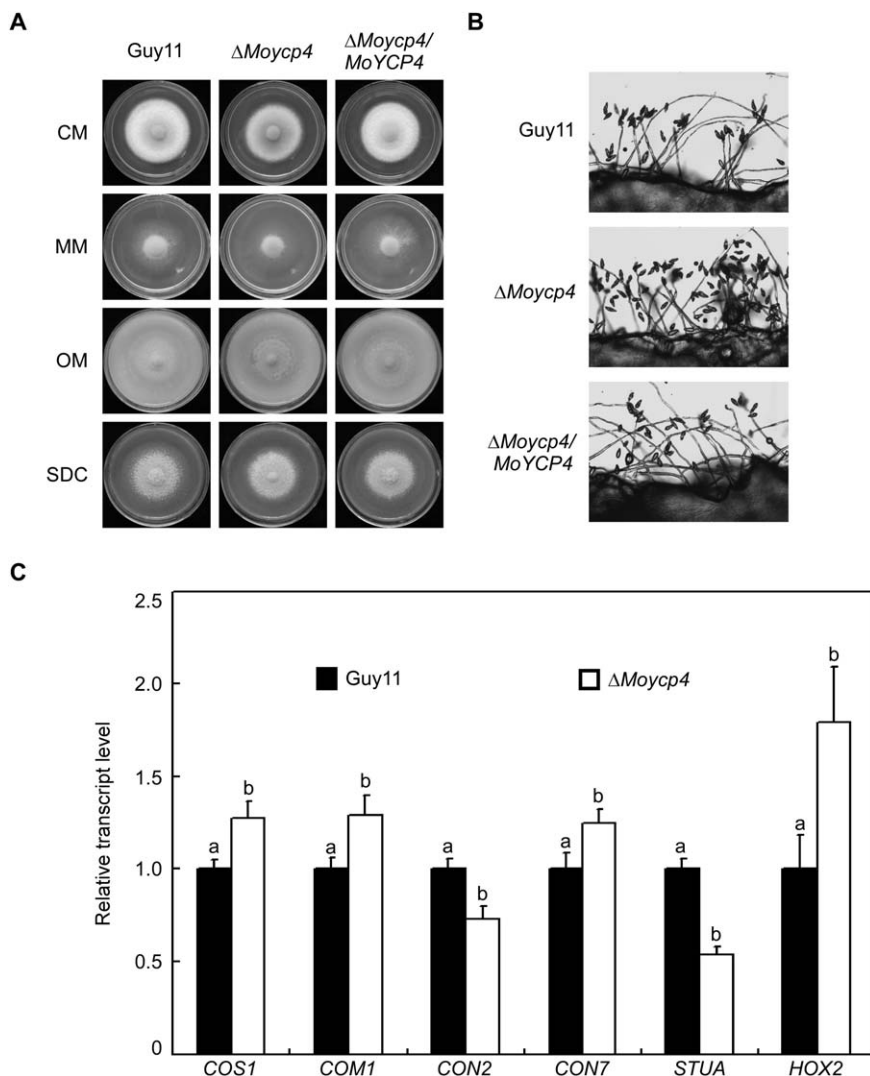 A
B
Guy11
ΔMoycp4
ΔMoycp4/
MoYCP4
CM
MM
OM
SDC
Guy11
ΔMoycp4
ΔMoycp4/
MoYCP4
C
Relative transcript level
2.5
2.0
1.5
1.0
0.5
0
Guy11
ΔMoycp4
a
b
a
b
a
b
a
b
a
b
a
b
COS1
COM1
CON2
CON7
STUA
HOX2